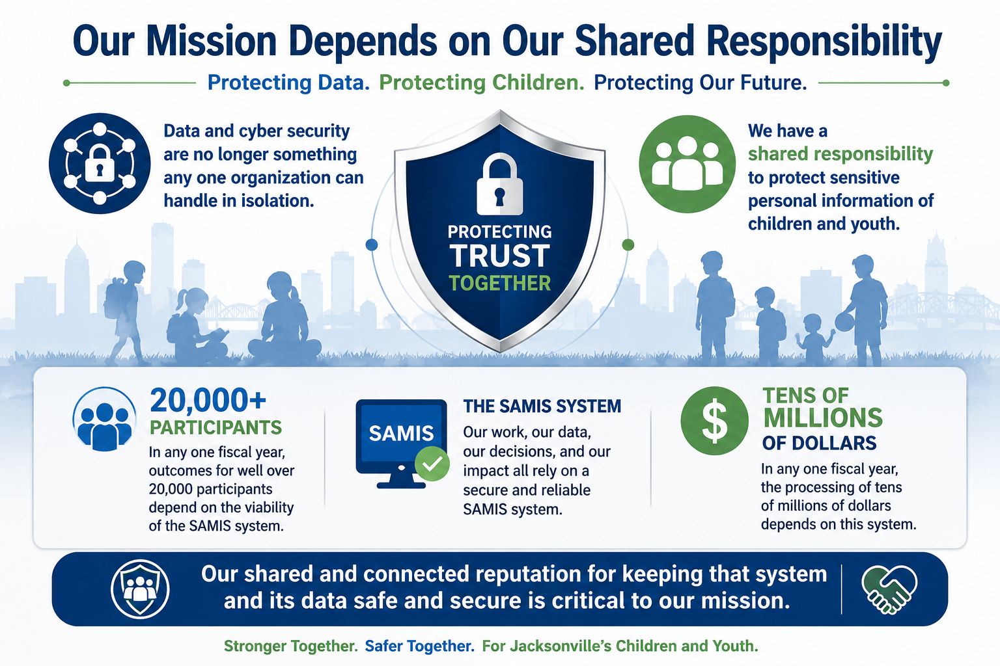 Our Mission Depends on Our Shared Responsibility
Protecting Data. Protecting Children. Protecting Our Future.
Data and cyber security
are no longer something
any one organization can
handle in isolation.
PROTECTING
TRUST
TOGETHER
We have a
shared responsibility
to protect sensitive
personal information of
children and youth.
20,000+
PARTICIPANTS
In any one fiscal year,
outcomes for well over
20,000 participants
depend on the viability
of the SAMIS system.
SAMIS
THE SAMIS SYSTEM
Our work, our data,
our decisions, and our
impact all rely on a
secure and reliable
SAMIS system.
$
TENS OF
MILLIONS
OF DOLLARS
In any one fiscal year,
the processing of tens
of millions of dollars
depends on this system.
Our shared and connected reputation for keeping that system
and its data safe and secure is critical to our mission.
Stronger Together. Safer Together. For Jacksonville's Children and Youth.